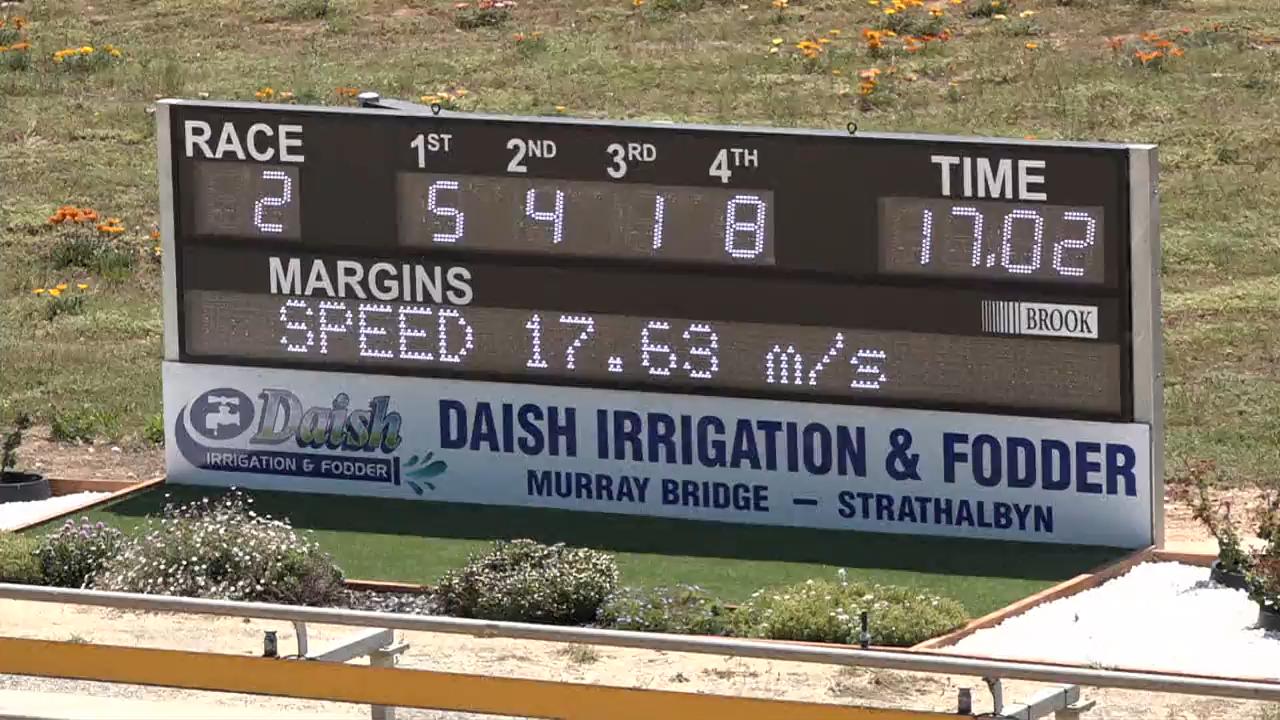 RACE 1ST 2ND 3RD 4TH TIME
2 5 4 1 8 17.02
MARGINS
BROOK
SPEED 17.63 m/s
Daish
IRRIGATION & FODDER
DAISH IRRIGATION & FODDER
MURRAY BRIDGE – STRATHALBYN